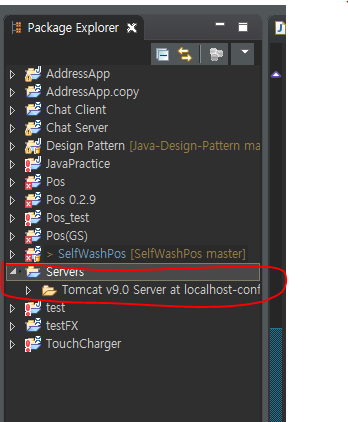 Package Explorer
AddressApp
AddressApp.copy
Chat Client
Chat Server
Design Pattern [Java-Design-Pattern ma
JavaPractice
Pos
Pos 0.2.9
Pos_test
Pos(GS)
> SelfWashPos [SelfWashPos master]
Servers
Tomcat v9.0 Server at localhost-conf
test
testFX
TouchCharger